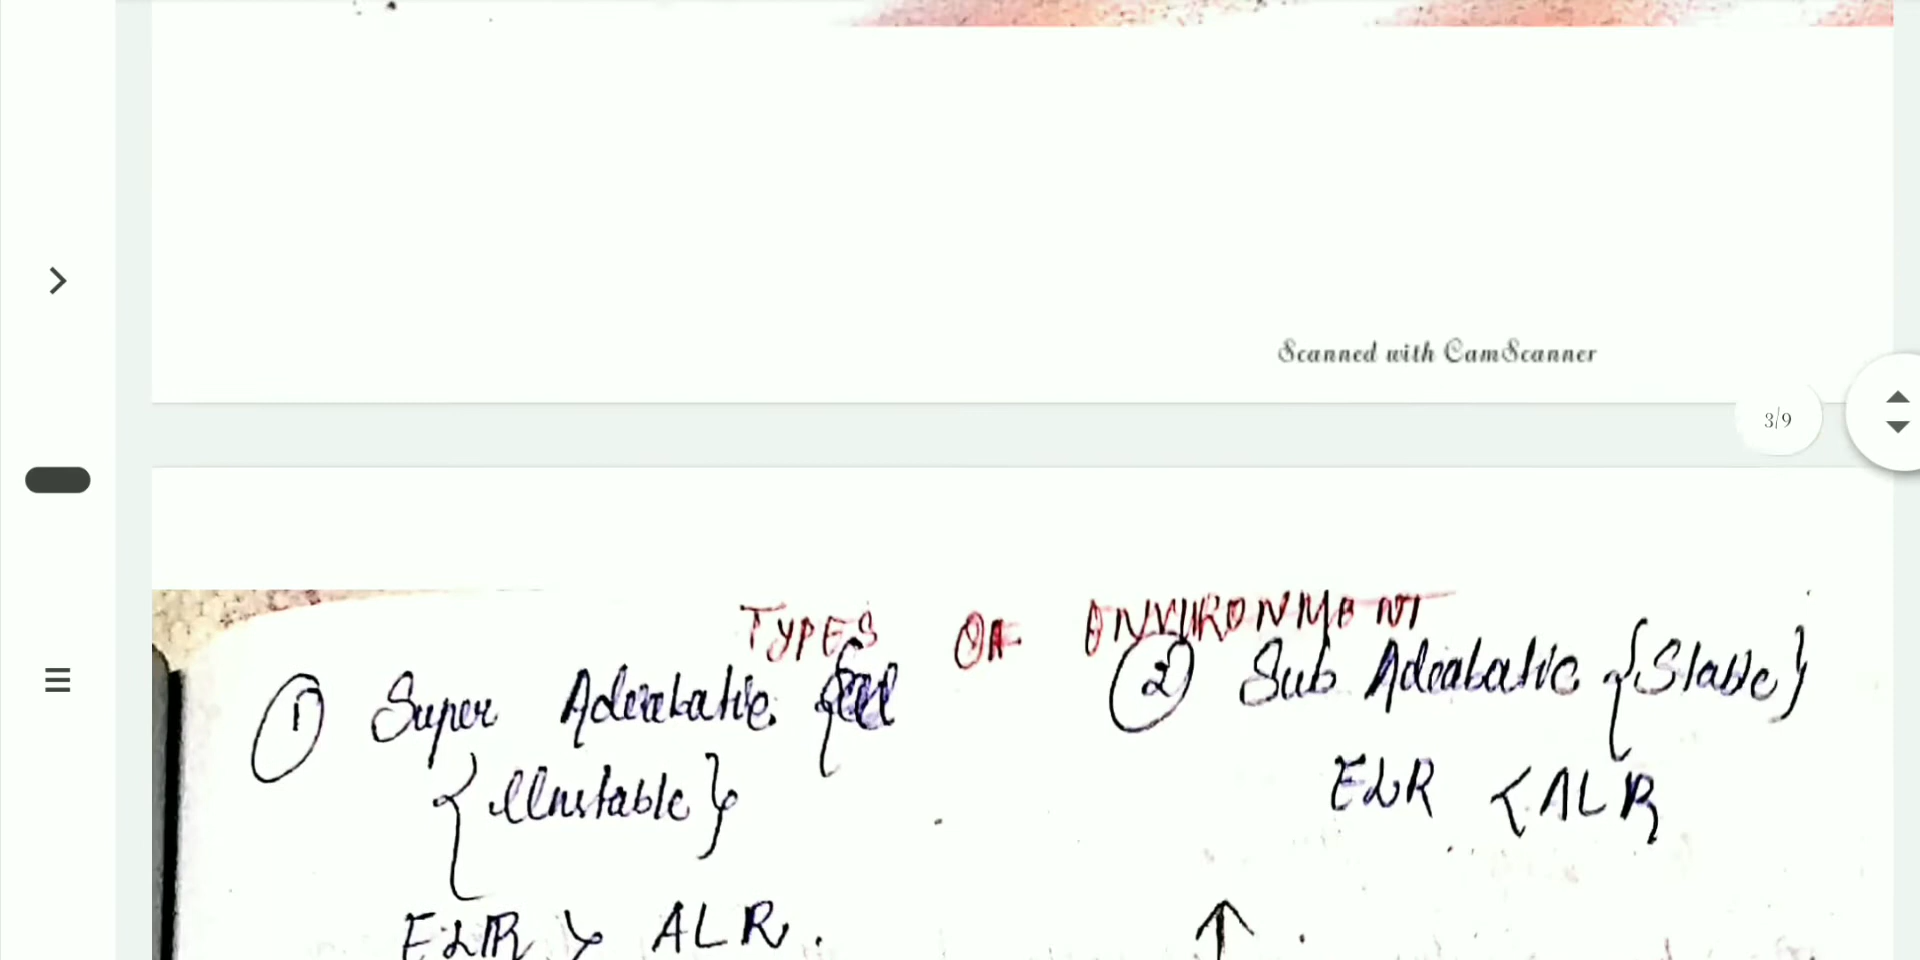 Scanned with CamScanner
3/9
TYPES OF ENVIRONMENT
① Super Adiabatic
{Unstable}
ELR > ALR.
② Sub Adiabatic {Stable}
ELR < ALR